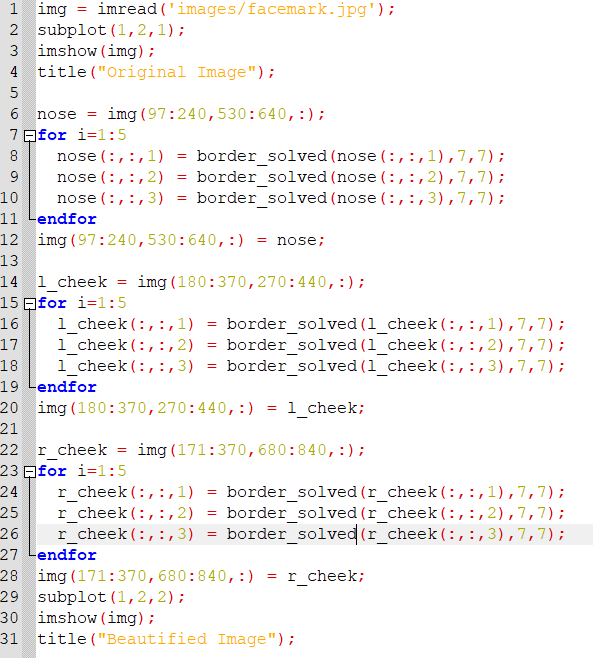 1 img = imread('images/facemark.jpg');
2 subplot(1,2,1);
3 imshow(img);
4 title("Original Image");
5
6 nose = img(97:240,530:640,:);
7 for i=1:5
8   nose(:,:,1) = border_solved(nose(:,:,1),7,7);
9   nose(:,:,2) = border_solved(nose(:,:,2),7,7);
10   nose(:,:,3) = border_solved(nose(:,:,3),7,7);
11 endfor
12 img(97:240,530:640,:) = nose;
13
14 l_cheek = img(180:370,270:440,:);
15 for i=1:5
16   l_cheek(:,:,1) = border_solved(l_cheek(:,:,1),7,7);
17   l_cheek(:,:,2) = border_solved(l_cheek(:,:,2),7,7);
18   l_cheek(:,:,3) = border_solved(l_cheek(:,:,3),7,7);
19 endfor
20 img(180:370,270:440,:) = l_cheek;
21
22 r_cheek = img(171:370,680:840,:);
23 for i=1:5
24   r_cheek(:,:,1) = border_solved(r_cheek(:,:,1),7,7);
25   r_cheek(:,:,2) = border_solved(r_cheek(:,:,2),7,7);
26   r_cheek(:,:,3) = border_solved(r_cheek(:,:,3),7,7);
27 endfor
28 img(171:370,680:840,:) = r_cheek;
29 subplot(1,2,2);
30 imshow(img);
31 title("Beautified Image");